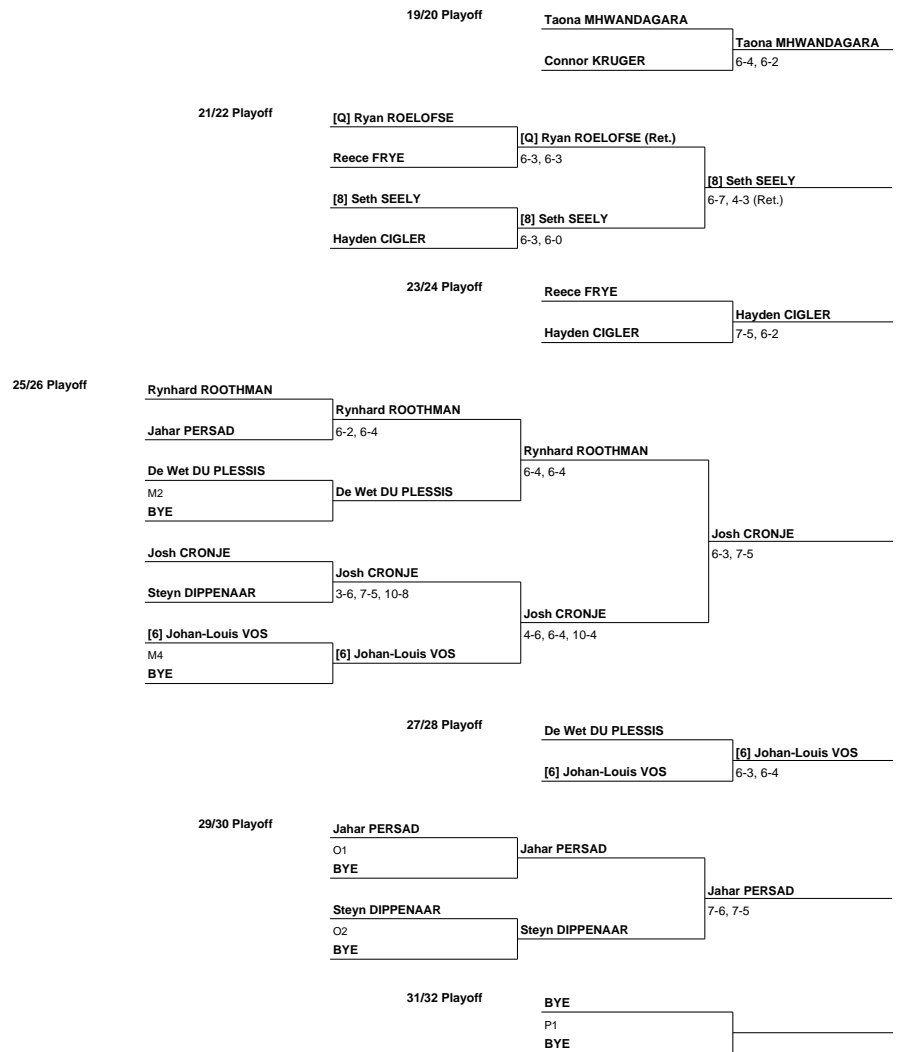 19/20 Playoff
Taona MHWANDAGARA
Taona MHWANDAGARA
Connor KRUGER
6-4, 6-2
21/22 Playoff
[Q] Ryan ROELOFSE
[Q] Ryan ROELOFSE (Ret.)
Reece FRYE
6-3, 6-3
[8] Seth SEELY
6-7, 4-3 (Ret.)
[8] Seth SEELY
[8] Seth SEELY
Hayden CIGLER
6-3, 6-0
23/24 Playoff
Reece FRYE
Hayden CIGLER
Hayden CIGLER
7-5, 6-2
25/26 Playoff
Rynhard ROOTHMAN
Rynhard ROOTHMAN
Jahar PERSAD
6-2, 6-4
Rynhard ROOTHMAN
6-4, 6-4
De Wet DU PLESSIS
M2
De Wet DU PLESSIS
BYE
Josh CRONJE
6-3, 7-5
Josh CRONJE
Josh CRONJE
Steyn DIPPENAAR
3-6, 7-5, 10-8
Josh CRONJE
4-6, 6-4, 10-4
[6] Johan-Louis VOS
M4
[6] Johan-Louis VOS
BYE
27/28 Playoff
De Wet DU PLESSIS
[6] Johan-Louis VOS
[6] Johan-Louis VOS
6-3, 6-4
29/30 Playoff
Jahar PERSAD
O1
Jahar PERSAD
BYE
Jahar PERSAD
7-6, 7-5
Steyn DIPPENAAR
O2
Steyn DIPPENAAR
BYE
31/32 Playoff
BYE
P1
BYE